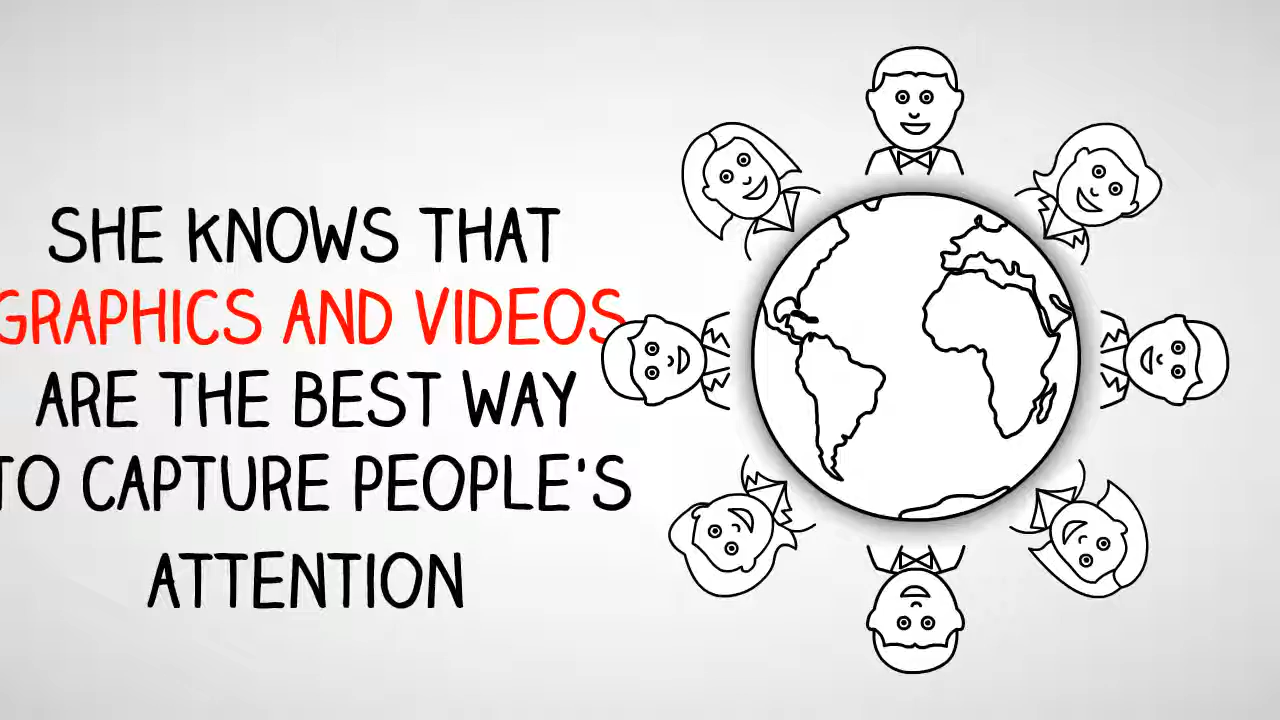 SHE KNOWS THAT
GRAPHICS AND VIDEOS
ARE THE BEST WAY
TO CAPTURE PEOPLE'S
ATTENTION